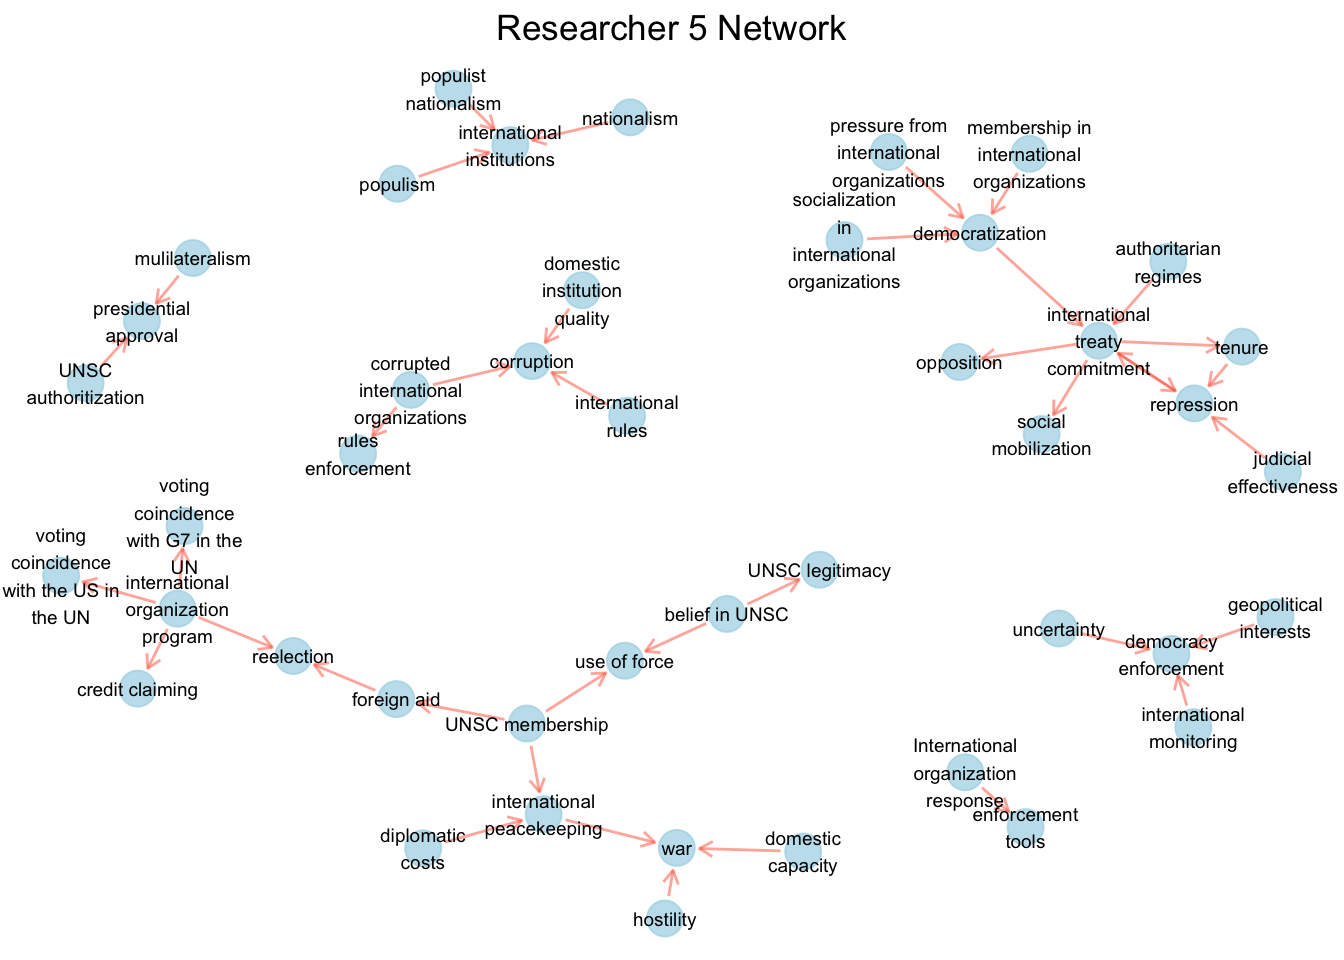 Researcher 5 Network
populist
nationalism
nationalism
international
institutions
populism
pressure from
international
organizations
membership in
international
organizations
socialization
in
international
organizations
democratization
authoritarian
regimes
international
treaty
commitment
tenure
opposition
repression
social
mobilization
judicial
effectiveness
mulilateralism
presidential
approval
UNSC
authoritization
domestic
institution
quality
corruption
corrupted
international
organizations
international
rules
rules
enforcement
voting
coincidence
with G7 in the
UN
voting
coincidence
with the US in
the UN
international
organization
program
reelection
credit claiming
foreign aid
UNSC membership
use of force
belief in UNSC
UNSC legitimacy
international
peacekeeping
diplomatic
costs
war
domestic
capacity
hostility
uncertainty
geopolitical
interests
democracy
enforcement
international
monitoring
International
organization
response
enforcement
tools